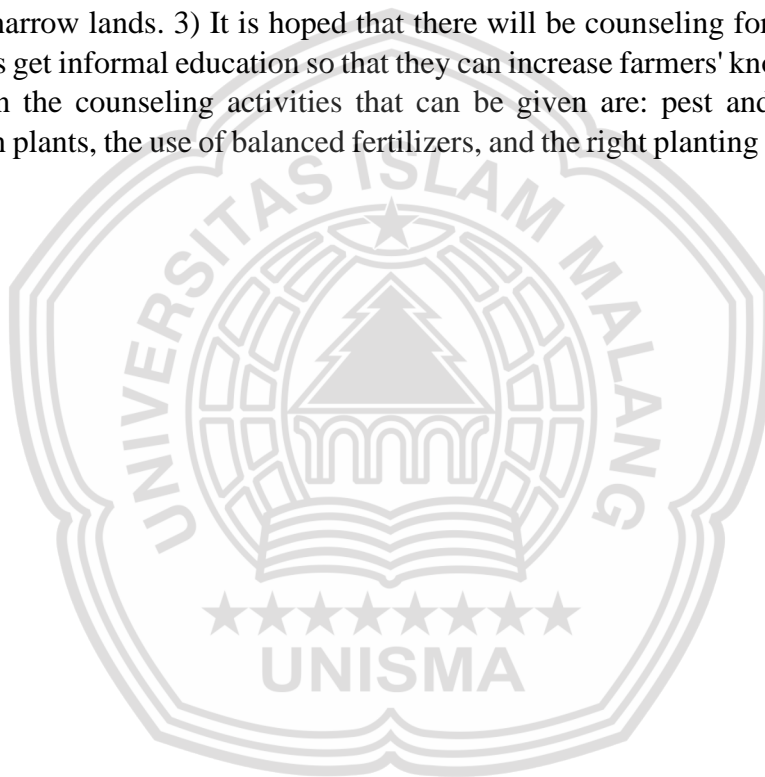 narrow lands. 3) It is hoped that there will be counseling for
s get informal education so that they can increase farmers' kno
n the counseling activities that can be given are: pest and
n plants, the use of balanced fertilizers, and the right planting
UNIVERSITAS ISLAM MALANG
UNISMA